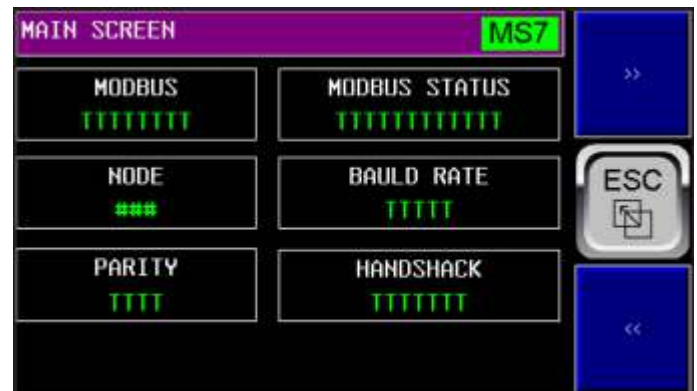 MAIN SCREEN MS7
>>
MODBUS
TTTTTTTT
MODBUS STATUS
TTTTTTTTTTTT
NODE
###
BAULD RATE
TTTTT
ESC
PARITY
TTTT
HANDSHACK
TTTTTTT
<<